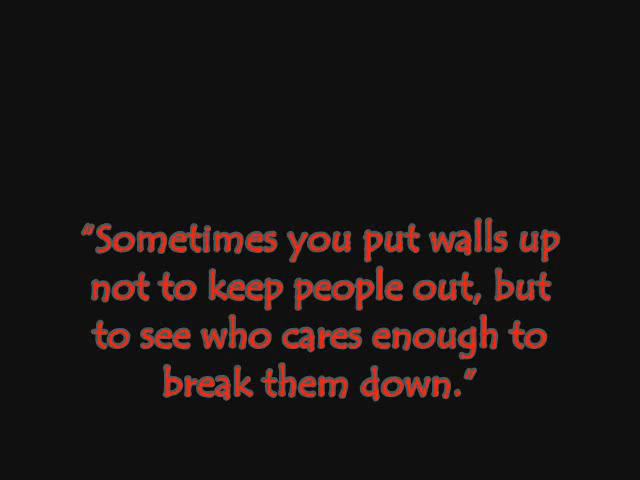 "Sometimes you put walls up
not to keep people out, but
to see who cares enough to
break them down."